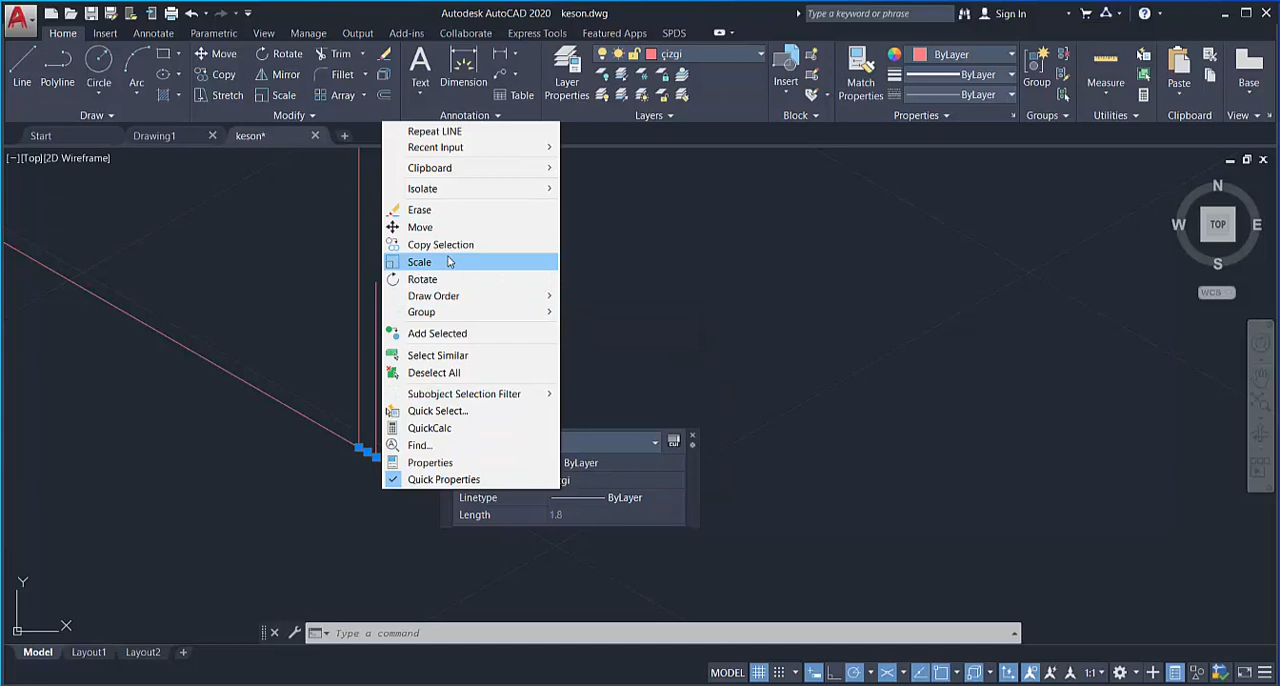 Autodesk AutoCAD 2020 keson.dwg
Type a keyword or phrase
Sign In
Home Insert Annotate Parametric View Manage Output Add-ins Collaborate Express Tools Featured Apps SPDS
Line Polyline Circle Arc
Move Rotate Trim
Copy Mirror Fillet
Stretch Scale Array
Text Dimension Table
Layer Properties
çizgi
Insert
Match Properties
ByLayer
ByLayer
ByLayer
Group Measure Paste Base
Draw Modify Annotation Layers Block Properties Groups Utilities Clipboard View
Start Drawing1 keson*
[−][Top][2D Wireframe]
Repeat LINE
Recent Input
Clipboard
Isolate
Erase
Move
Copy Selection
Scale
Rotate
Draw Order
Group
Add Selected
Select Similar
Deselect All
Subobject Selection Filter
Quick Select...
QuickCalc
Find...
Properties
Quick Properties
ByLayer
Linetype ByLayer
Length 1.8
N
W TOP E
S
WCS
Y
X
Type a command
Model Layout1 Layout2
MODEL 1:1